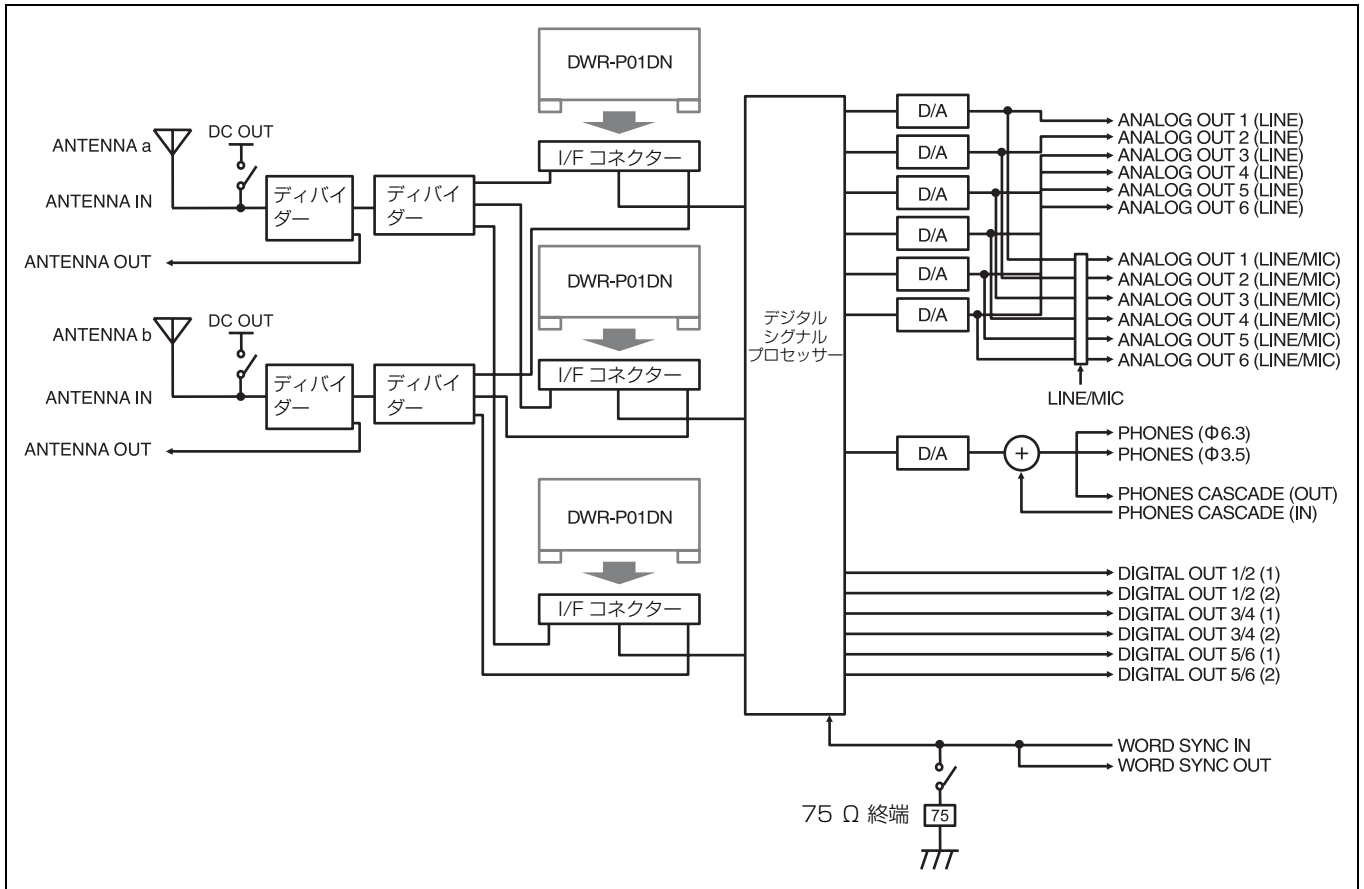 ANTENNA a
DC OUT
ANTENNA IN
ディバイ
ダー
ディバイ
ダー
ANTENNA OUT
ANTENNA b
DC OUT
ANTENNA IN
ディバイ
ダー
ディバイ
ダー
ANTENNA OUT
DWR-P01DN
I/F コネクター
DWR-P01DN
I/F コネクター
DWR-P01DN
I/F コネクター
デジタル
シグナル
プロセッサー
D/A
D/A
D/A
D/A
D/A
D/A
ANALOG OUT 1 (LINE)
ANALOG OUT 2 (LINE)
ANALOG OUT 3 (LINE)
ANALOG OUT 4 (LINE)
ANALOG OUT 5 (LINE)
ANALOG OUT 6 (LINE)
ANALOG OUT 1 (LINE/MIC)
ANALOG OUT 2 (LINE/MIC)
ANALOG OUT 3 (LINE/MIC)
ANALOG OUT 4 (LINE/MIC)
ANALOG OUT 5 (LINE/MIC)
ANALOG OUT 6 (LINE/MIC)
LINE/MIC
D/A
+
PHONES (Φ6.3)
PHONES (Φ3.5)
PHONES CASCADE (OUT)
PHONES CASCADE (IN)
DIGITAL OUT 1/2 (1)
DIGITAL OUT 1/2 (2)
DIGITAL OUT 3/4 (1)
DIGITAL OUT 3/4 (2)
DIGITAL OUT 5/6 (1)
DIGITAL OUT 5/6 (2)
WORD SYNC IN
WORD SYNC OUT
75 Ω 終端
75